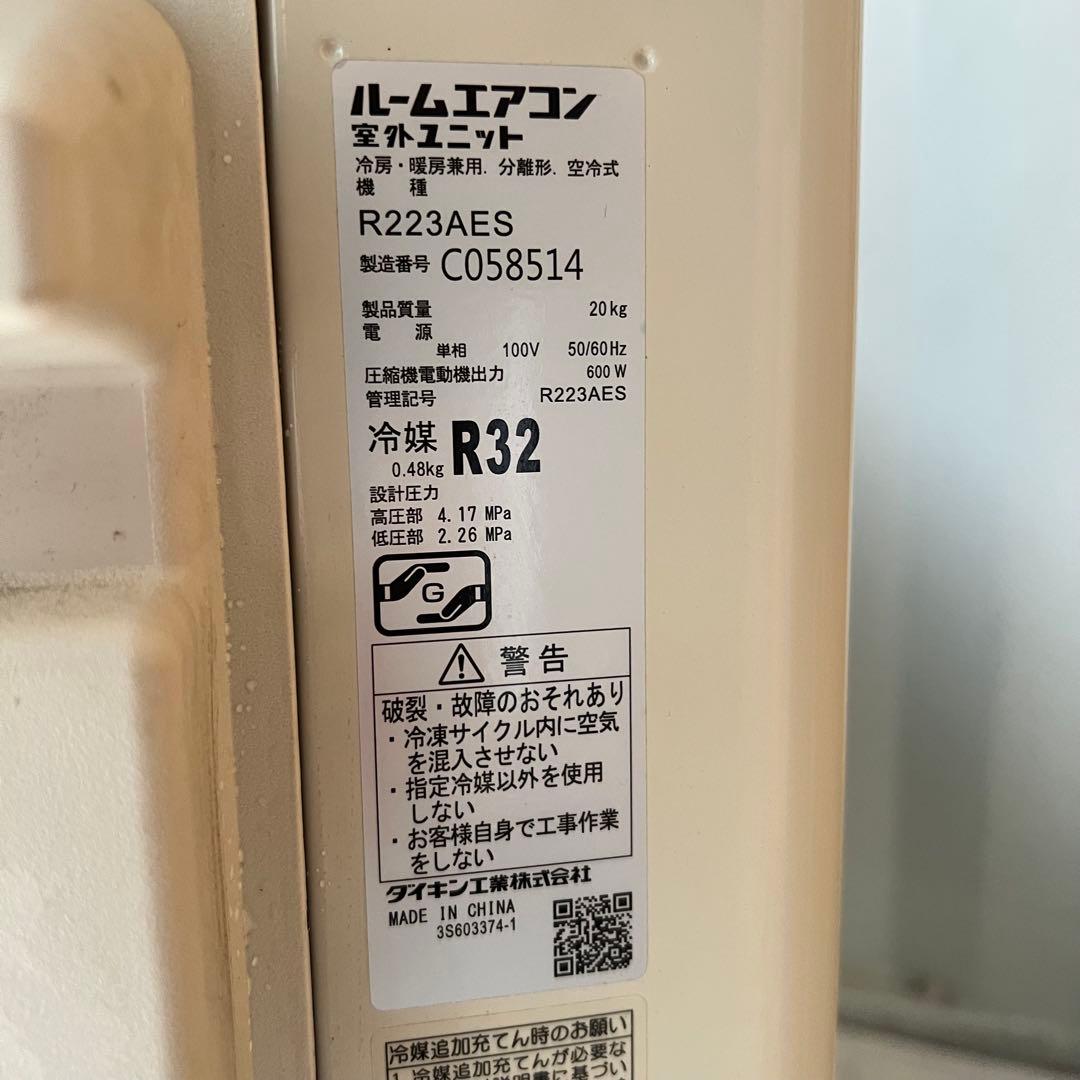 ルームエアコン
室外ユニット
冷房・暖房兼用. 分離形. 空冷式
機 種
R223AES
製造番号 C058514
製品質量 20kg
電 源
単相 100V 50/60Hz
圧縮機電動機出力 600W
管理記号 R223AES
冷媒 R32
0.48kg
設計圧力
高圧部 4.17 MPa
低圧部 2.26 MPa
G
警告
破裂・故障のおそれあり
・冷凍サイクル内に空気
を混入させない
・指定冷媒以外を使用
しない
・お客様自身で工事作業
をしない
ダイキン工業株式会社
MADE IN CHINA
3S603374-1
冷媒追加充てん時のお願い
1. 冷媒追加充てんが必要な
説明書に基づい